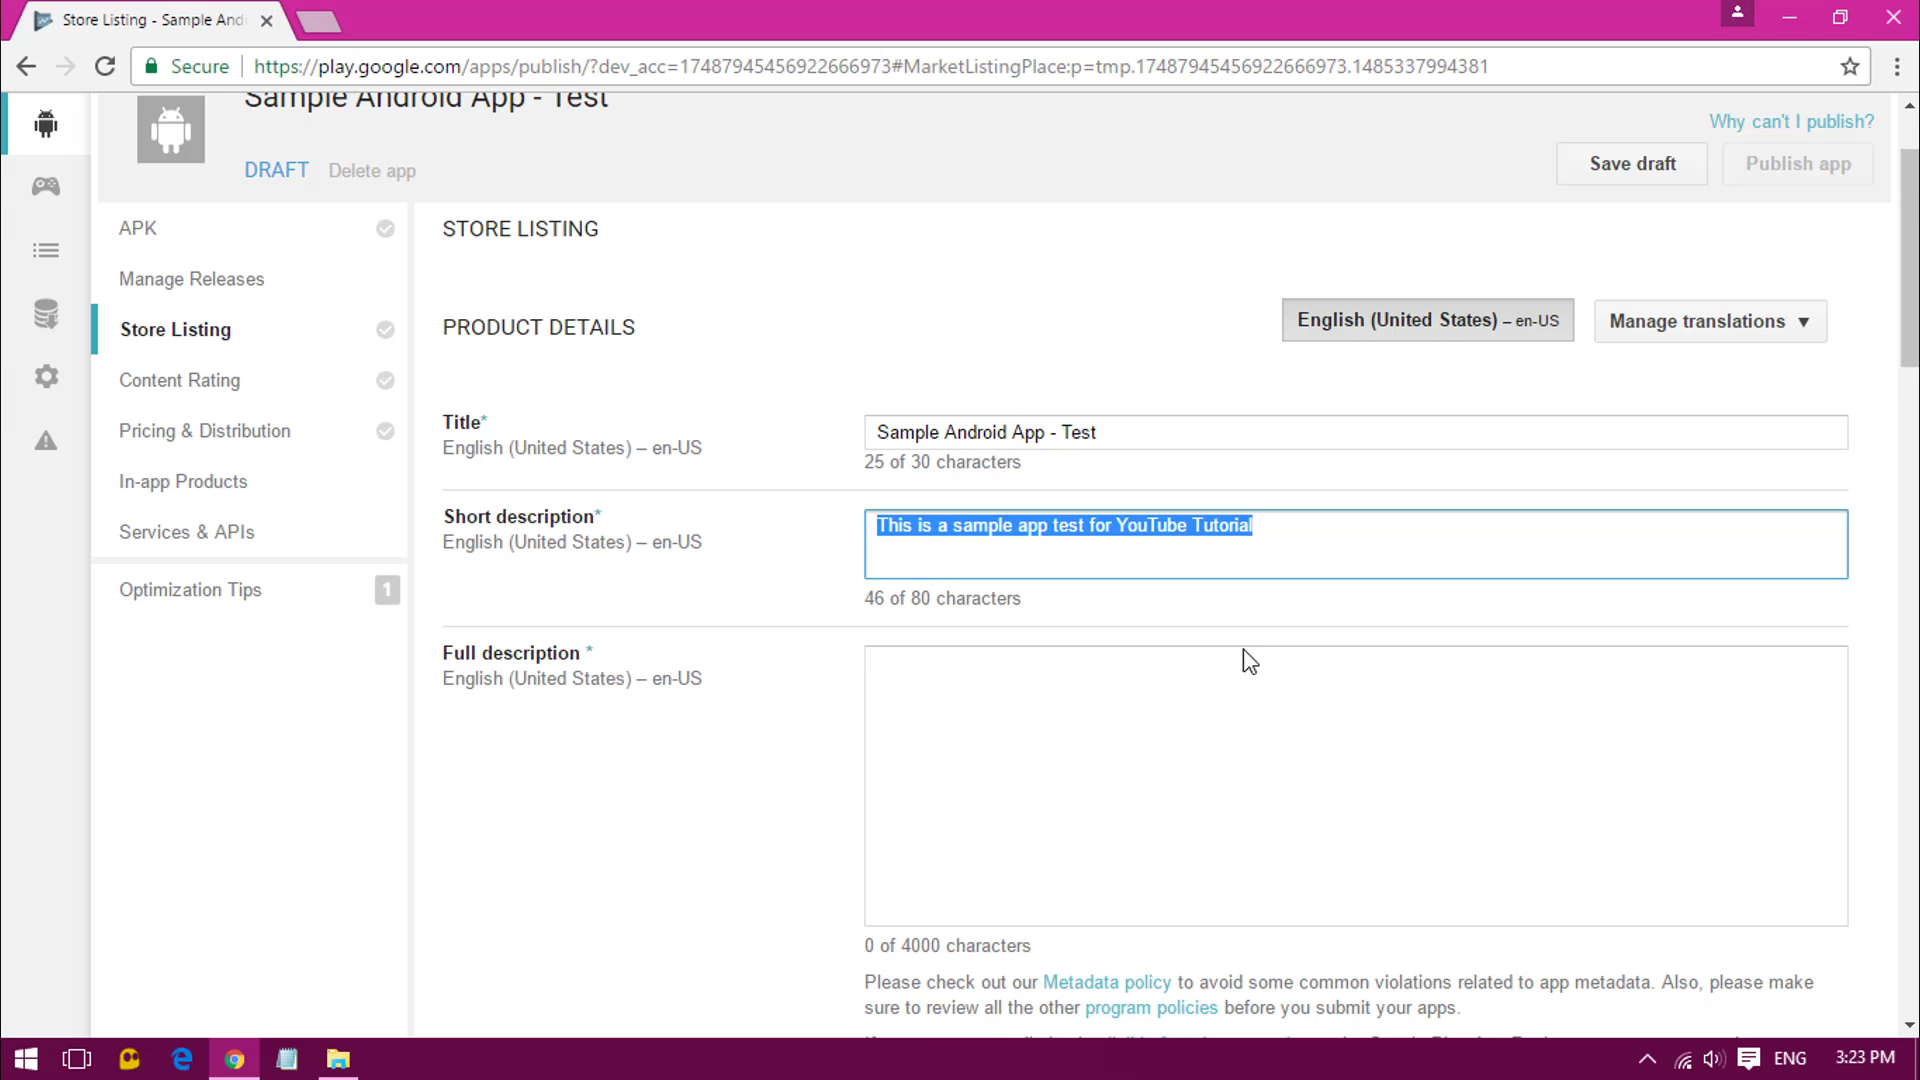 Store Listing - Sample And
Secure
https://play.google.com/apps/publish/?dev_acc=17487945456922666973#MarketListingPlace:p=tmp.17487945456922666973.1485337994381
Sample Android App - Test
DRAFT
Delete app
Why can't I publish?
Save draft
Publish app
APK
Manage Releases
Store Listing
Content Rating
Pricing & Distribution
In-app Products
Services & APIs
Optimization Tips
1
STORE LISTING
PRODUCT DETAILS
English (United States) – en-US
Manage translations
Title*
English (United States) – en-US
Sample Android App - Test
25 of 30 characters
Short description*
English (United States) – en-US
This is a sample app test for YouTube Tutorial
46 of 80 characters
Full description *
English (United States) – en-US
0 of 4000 characters
Please check out our Metadata policy to avoid some common violations related to app metadata. Also, please make
sure to review all the other program policies before you submit your apps.
ENG
3:23 PM